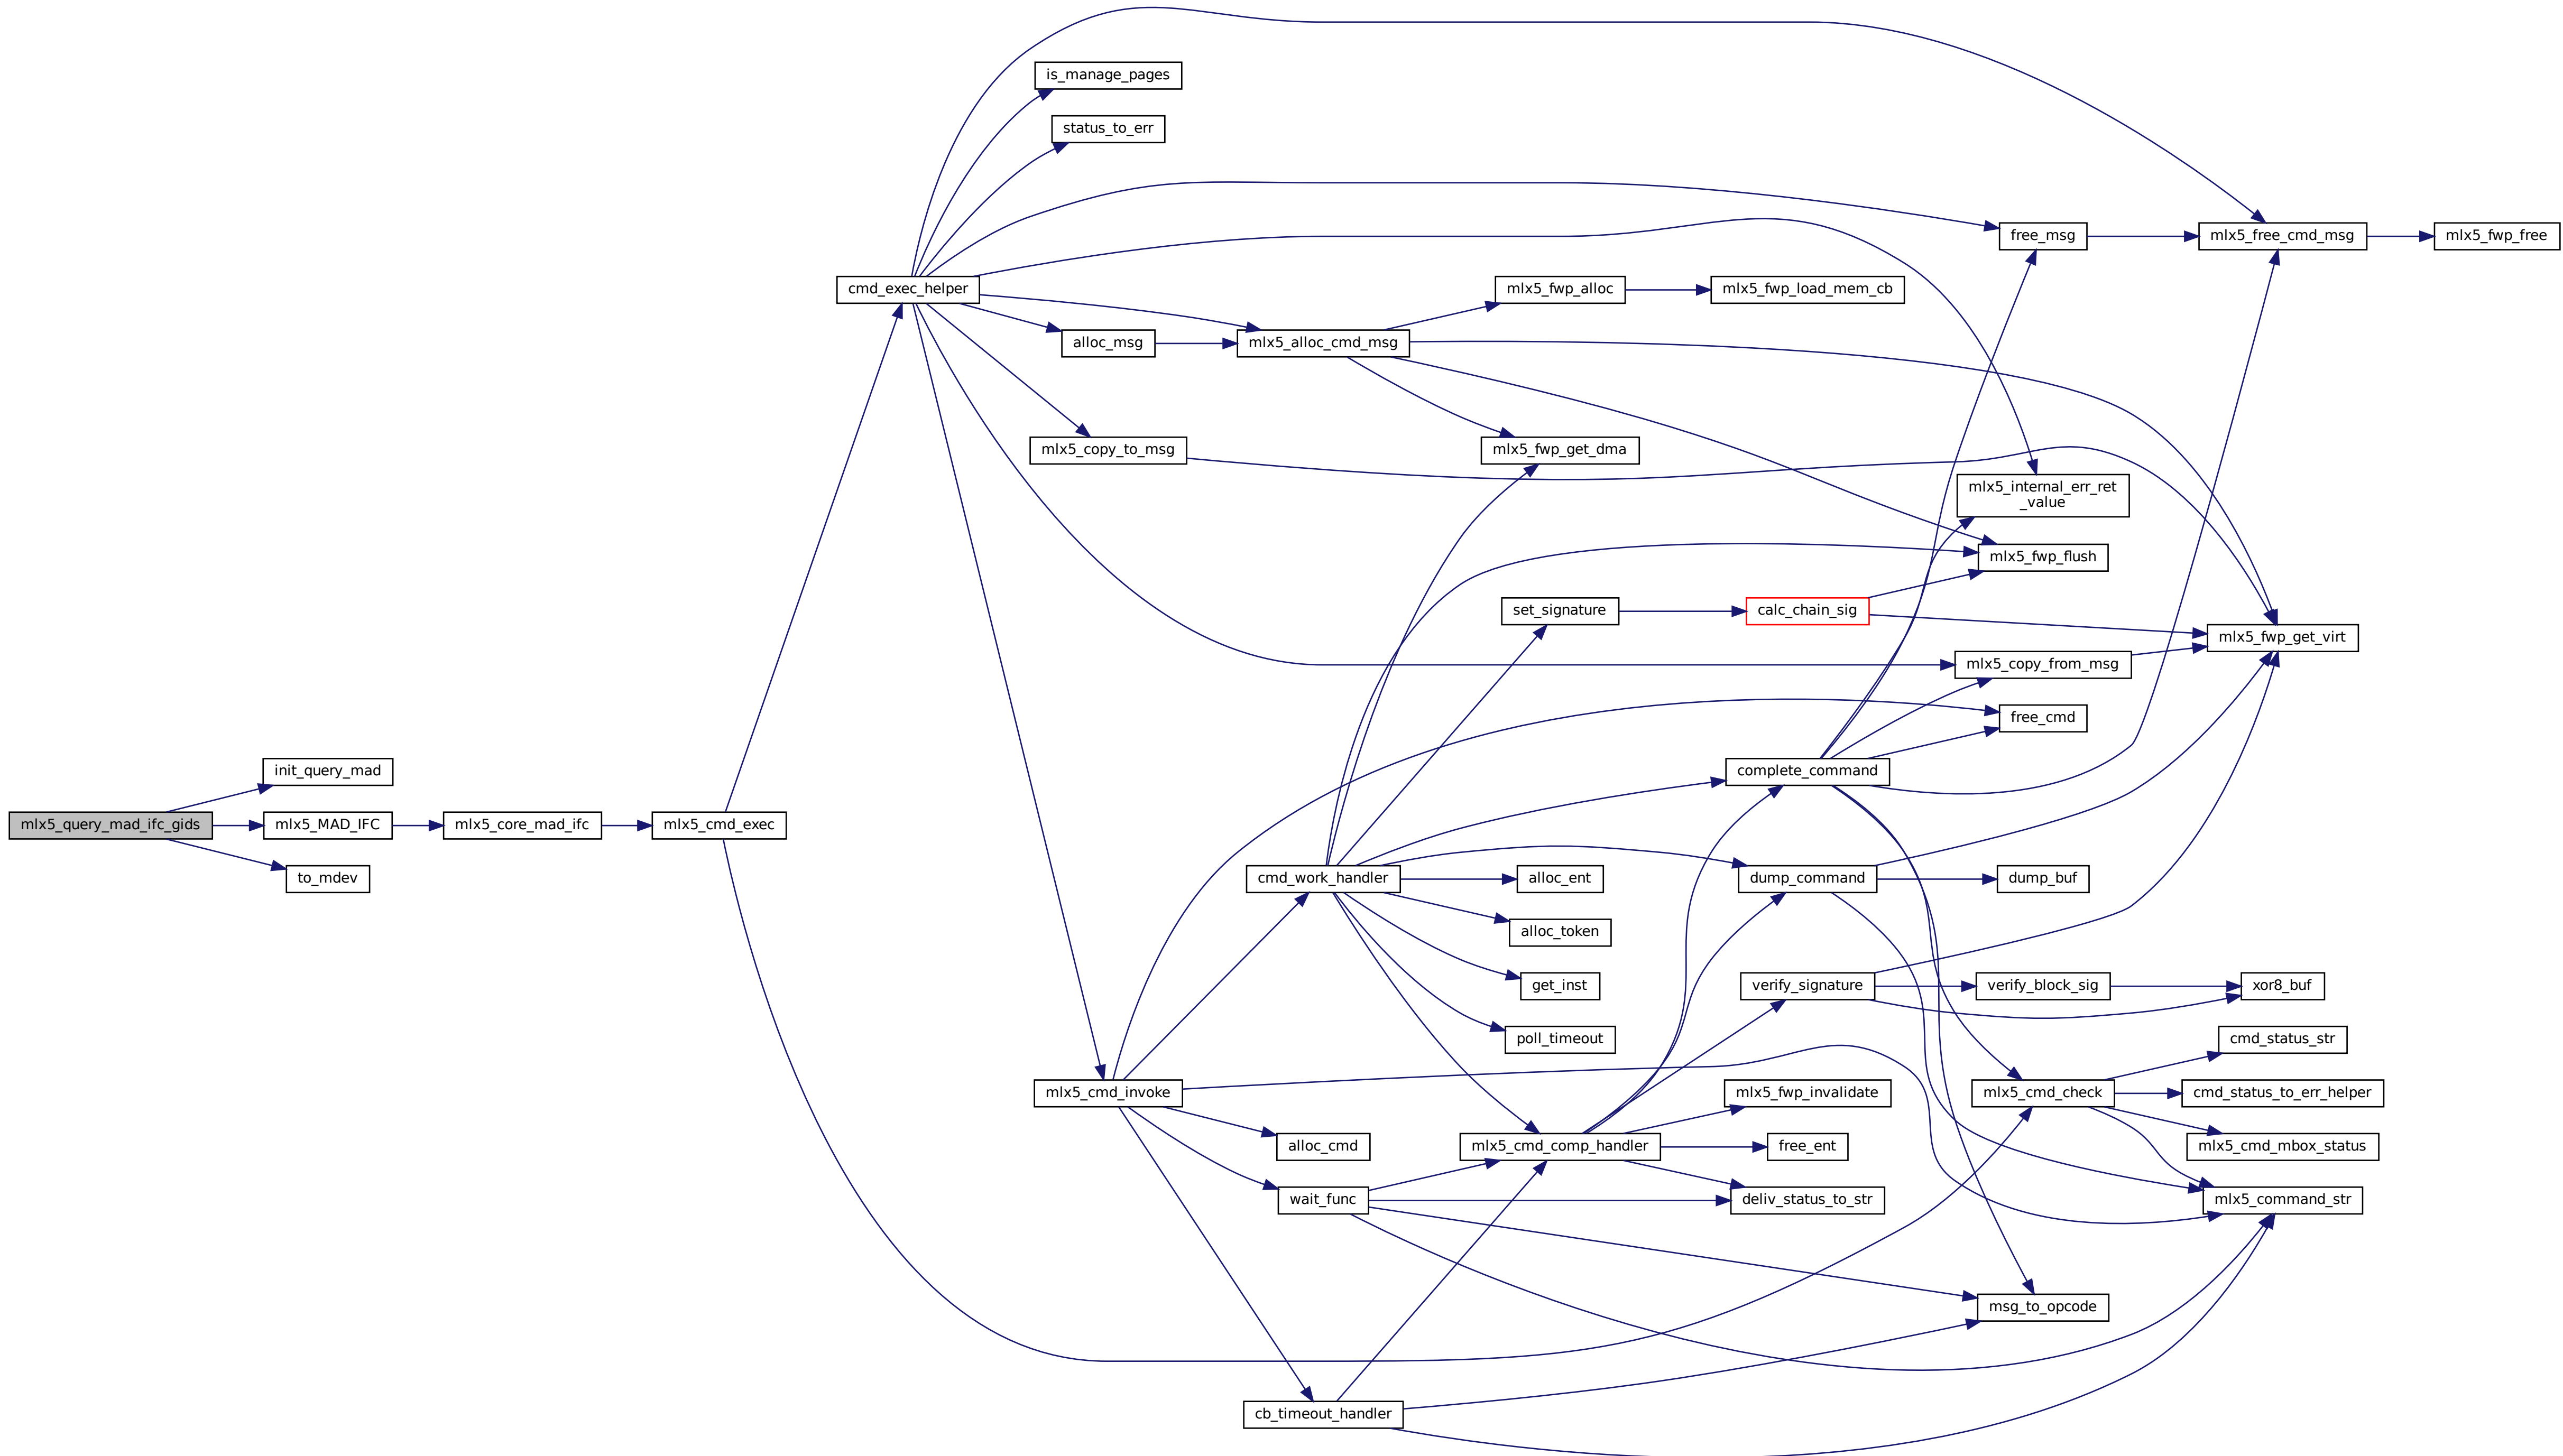 is_manage_pages
status_to_err
free_msg
mlx5_free_cmd_msg
mlx5_fwp_free
cmd_exec_helper
mlx5_fwp_alloc
mlx5_fwp_load_mem_cb
alloc_msg
mlx5_alloc_cmd_msg
mlx5_copy_to_msg
mlx5_fwp_get_dma
mlx5_internal_err_ret
_value
mlx5_fwp_flush
set_signature
calc_chain_sig
mlx5_fwp_get_virt
mlx5_copy_from_msg
free_cmd
init_query_mad
complete_command
mlx5_query_mad_ifc_gids
mlx5_MAD_IFC
mlx5_core_mad_ifc
mlx5_cmd_exec
to_mdev
cmd_work_handler
alloc_ent
dump_command
dump_buf
alloc_token
get_inst
verify_signature
verify_block_sig
xor8_buf
poll_timeout
cmd_status_str
mlx5_cmd_invoke
mlx5_fwp_invalidate
mlx5_cmd_check
cmd_status_to_err_helper
alloc_cmd
mlx5_cmd_comp_handler
free_ent
mlx5_cmd_mbox_status
wait_func
deliv_status_to_str
mlx5_command_str
msg_to_opcode
cb_timeout_handler